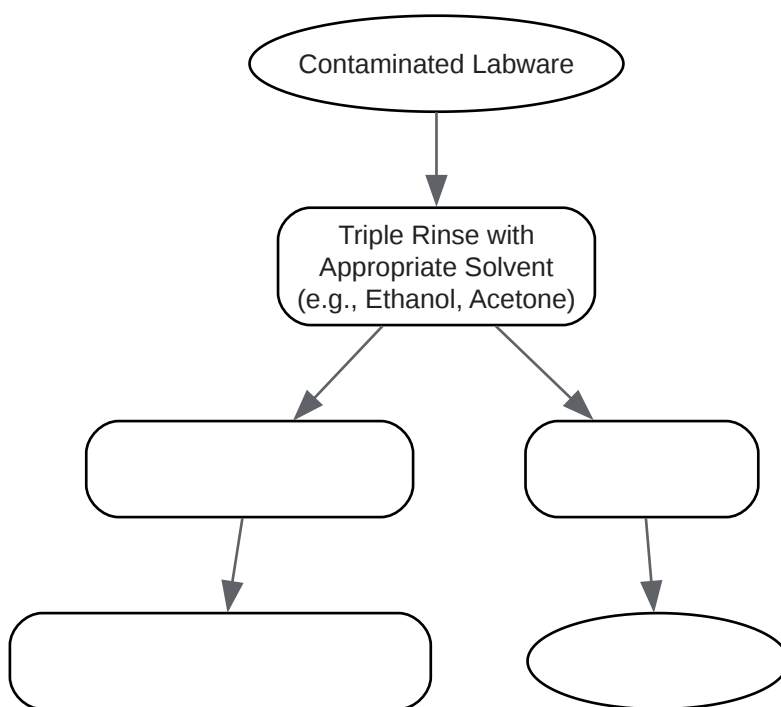 Contaminated Labware
Triple Rinse with
Appropriate Solvent
(e.g., Ethanol, Acetone)